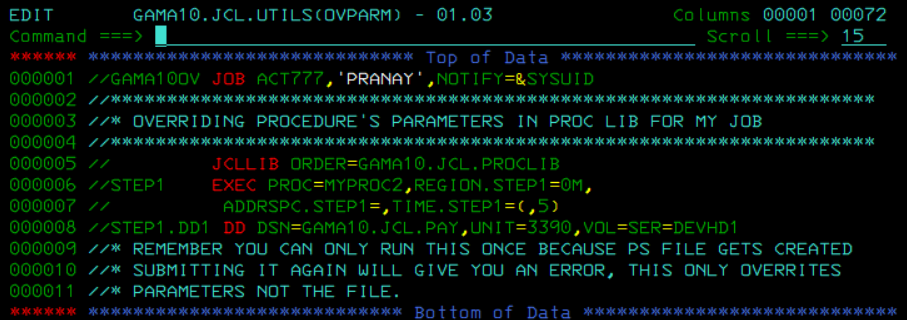 EDIT       GAMA10.JCL.UTILS(OVPARM) - 01.03                 Columns 00001 00072
Command ===>                                                  Scroll ===> 15
****** ***************************** Top of Data ******************************
000001 //GAMA10OV JOB ACT777,'PRANAY',NOTIFY=&SYSUID
000002 //********************************************************************
000003 //* OVERRIDING PROCEDURE'S PARAMETERS IN PROC LIB FOR MY JOB
000004 //********************************************************************
000005 //         JCLLIB ORDER=GAMA10.JCL.PROCLIB
000006 //STEP1    EXEC PROC=MYPROC2,REGION.STEP1=0M,
000007 //          ADDRSPC.STEP1=,TIME.STEP1=(,5)
000008 //STEP1.DD1 DD DSN=GAMA10.JCL.PAY,UNIT=3390,VOL=SER=DEVHD1
000009 //* REMEMBER YOU CAN ONLY RUN THIS ONCE BECAUSE PS FILE GETS CREATED
000010 //* SUBMITTING IT AGAIN WILL GIVE YOU AN ERROR, THIS ONLY OVERRITES
000011 //* PARAMETERS NOT THE FILE.
****** **************************** Bottom of Data ****************************